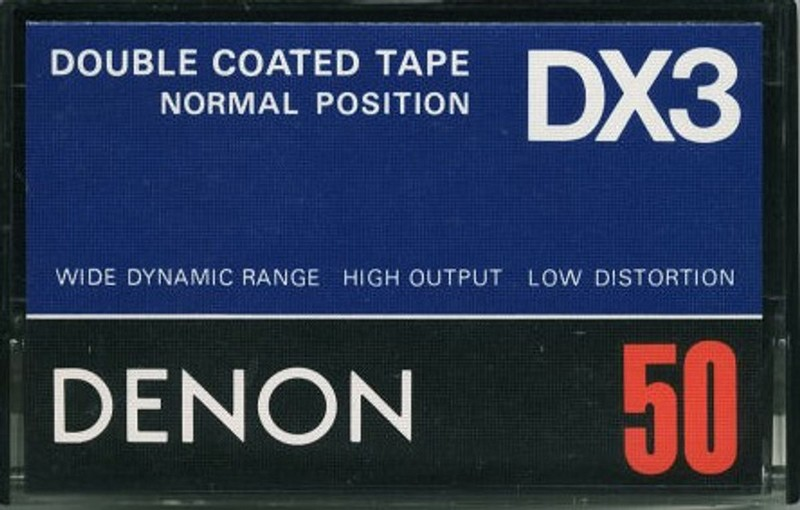 DOUBLE COATED TAPE DX3
NORMAL POSITION
WIDE DYNAMIC RANGE HIGH OUTPUT LOW DISTORTION
DENON 50